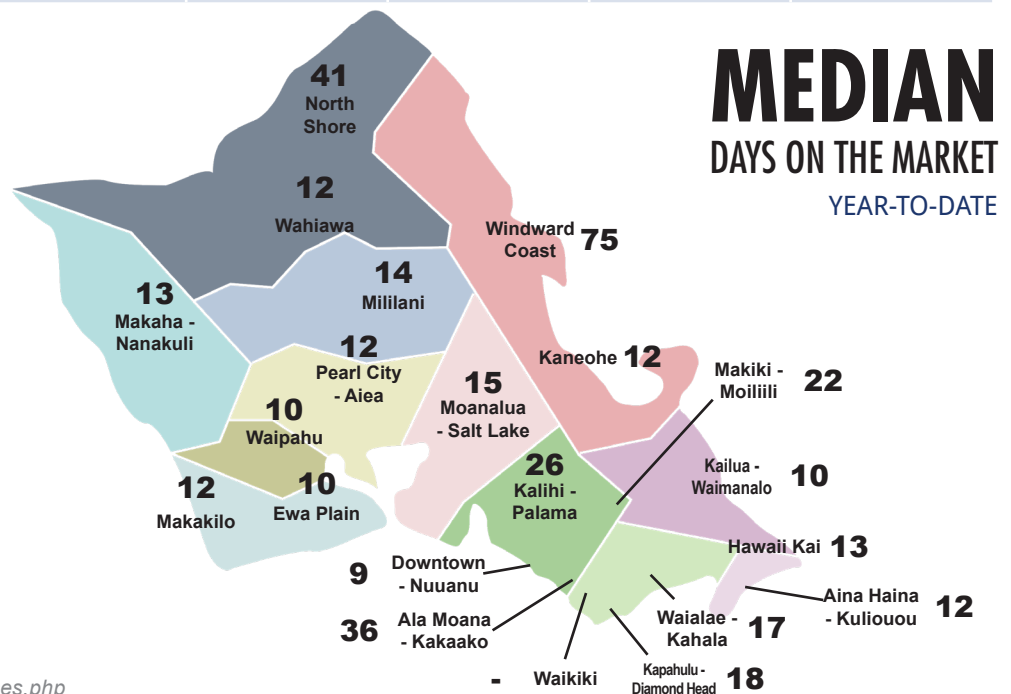 MEDIAN
DAYS ON THE MARKET
YEAR-TO-DATE
41
North
Shore
12
Wahiawa
Windward
Coast 75
14
Mililani
13
Makaha -
Nanakuli
12
Pearl City
- Aiea
Kaneohe 12
15
Moanalua
- Salt Lake
Makiki -
Moiliili 22
10
Waipahu
26
Kalihi -
Palama
Kailua -
Waimanalo 10
12
Makakilo
10
Ewa Plain
Hawaii Kai 13
9 Downtown
- Nuuanu
Aina Haina
- Kuliouou 12
36 Ala Moana
- Kakaako
Waialae -
Kahala 17
- Waikiki
Kapahulu -
Diamond Head 18
es.php